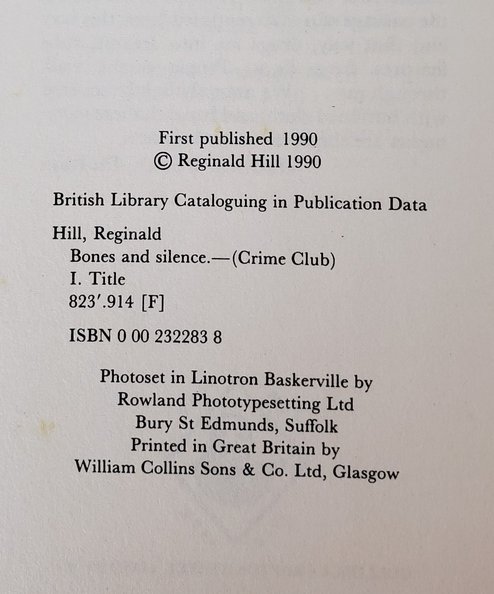 First published 1990
© Reginald Hill 1990
British Library Cataloguing in Publication Data
Hill, Reginald
Bones and silence.—(Crime Club)
I. Title
823′.914 [F]
ISBN 0 00 232283 8
Photoset in Linotron Baskerville by
Rowland Phototypesetting Ltd
Bury St Edmunds, Suffolk
Printed in Great Britain by
William Collins Sons & Co. Ltd, Glasgow